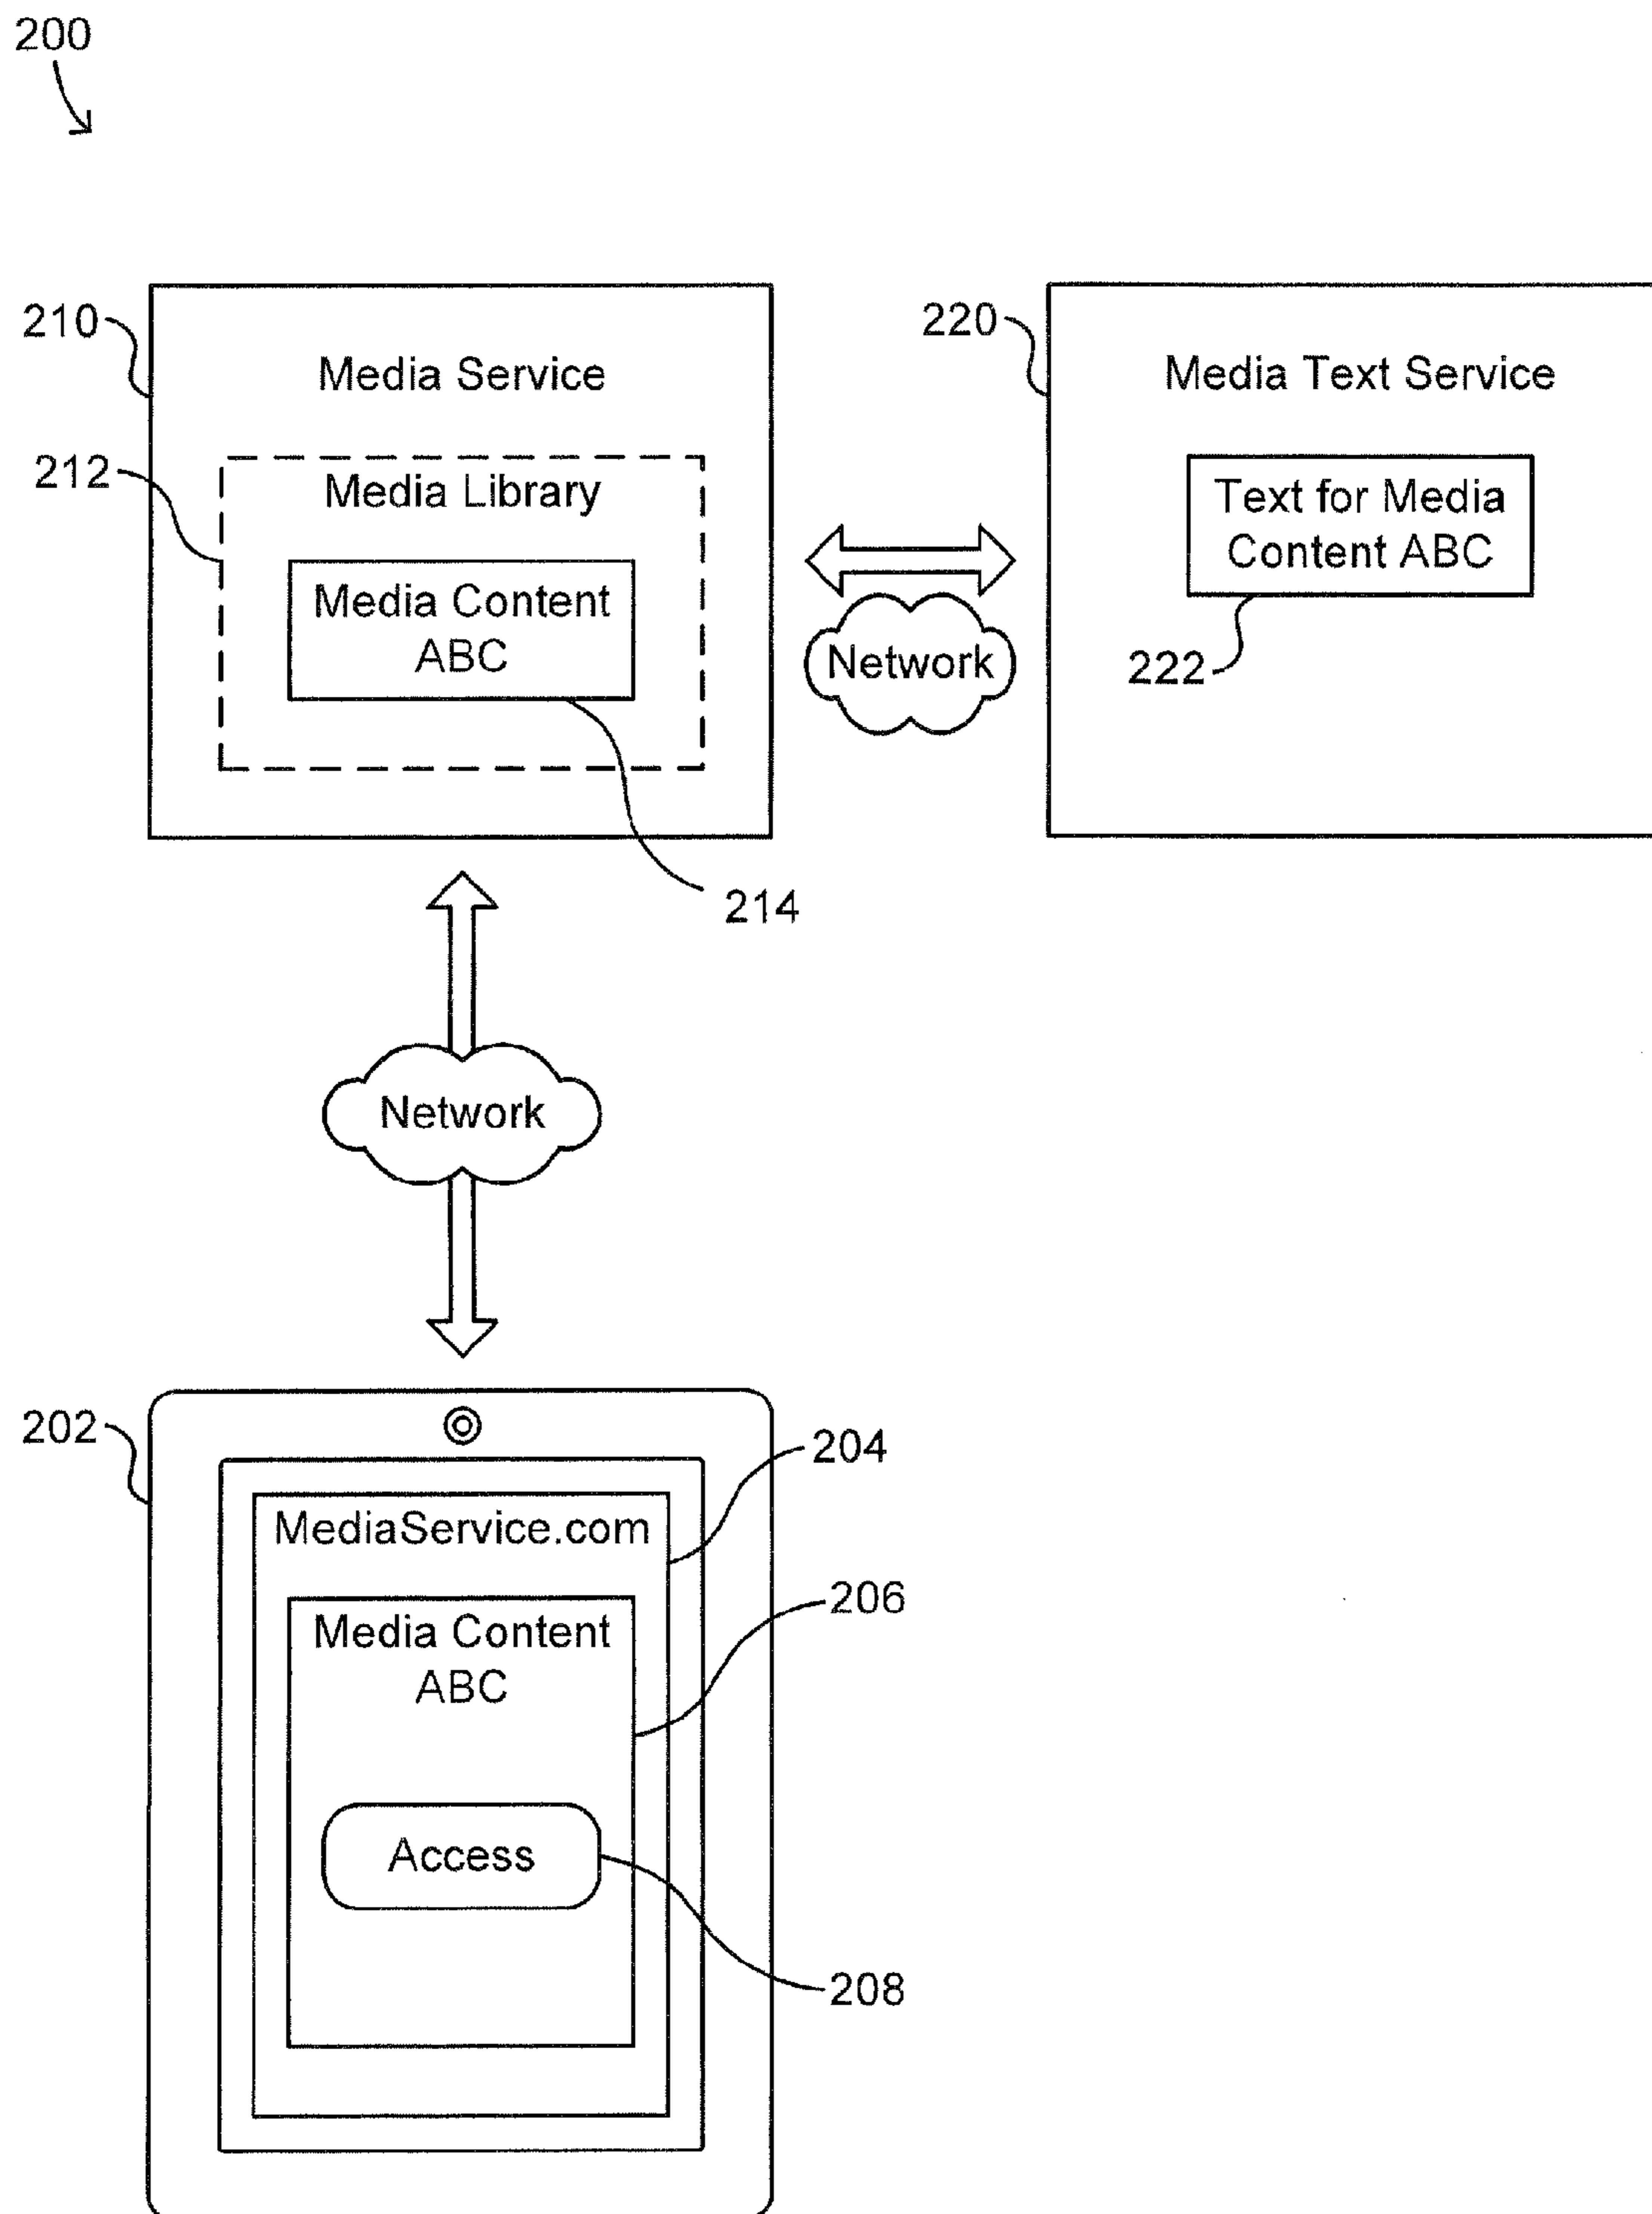 200
210
Media Service
212
Media Library
Media Content
ABC
214
220
Media Text Service
Text for Media
Content ABC
222
Network
Network
202
204
MediaService.com
206
Media Content
ABC
Access
208